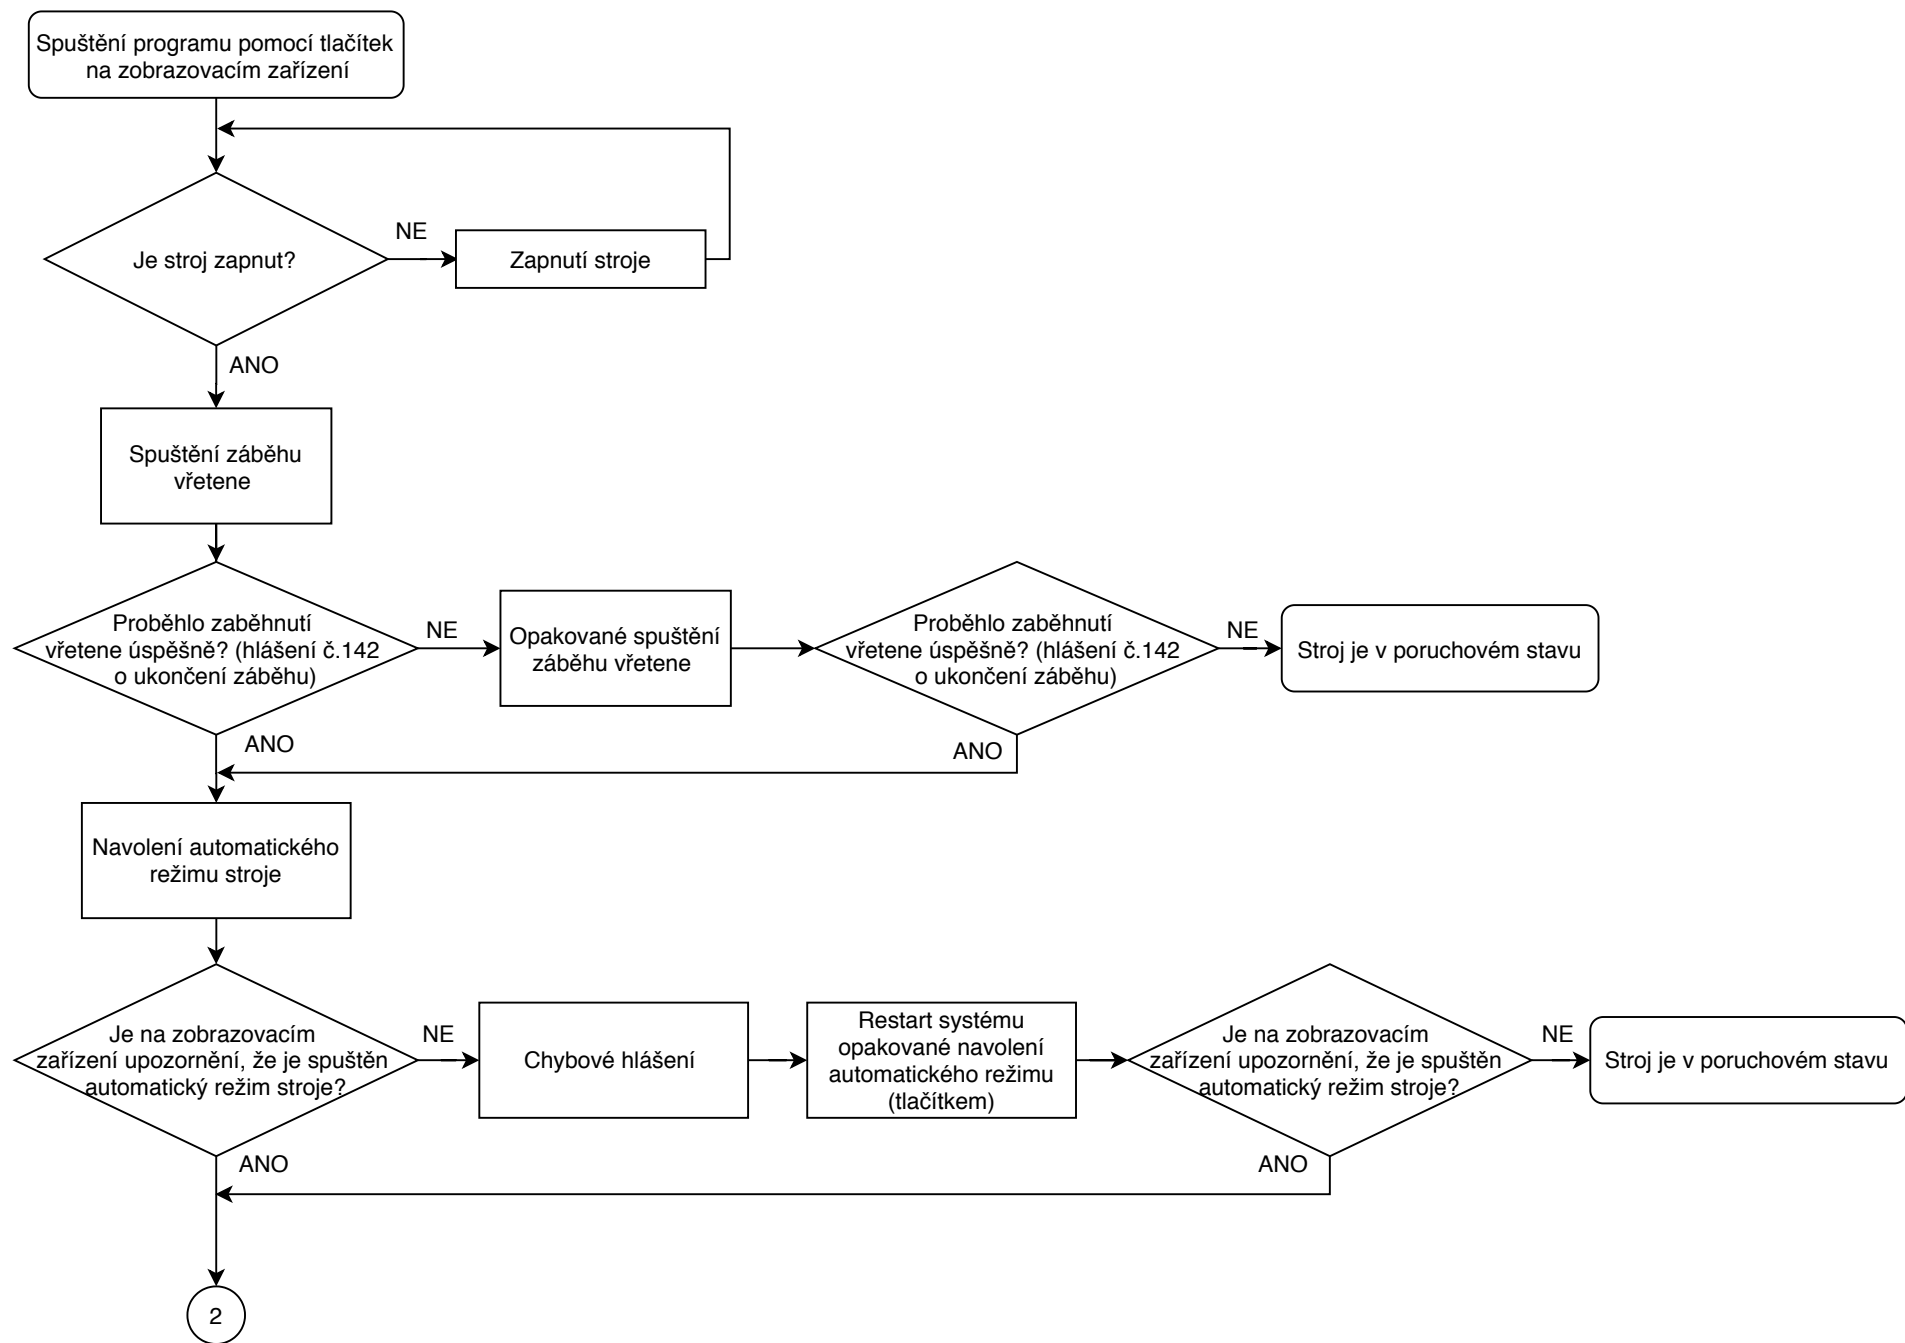 Spuštění programu pomocí tlačítek
na zobrazovacím zařízení
Je stroj zapnut?
NE
Zapnutí stroje
ANO
Spuštění záběhu
vřetene
Proběhlo zaběhnutí
vřetene úspěšně? (hlášení č.142
o ukončení záběhu)
NE
Opakované spuštění
záběhu vřetene
Proběhlo zaběhnutí
vřetene úspěšně? (hlášení č.142
o ukončení záběhu)
NE
Stroj je v poruchovém stavu
ANO
ANO
Navolení automatického
režimu stroje
Je na zobrazovacím
zařízení upozornění, že je spuštěn
automatický režim stroje?
NE
Chybové hlášení
Restart systému
opakované navolení
automatického režimu
(tlačítkem)
Je na zobrazovacím
zařízení upozornění, že je spuštěn
automatický režim stroje?
NE
Stroj je v poruchovém stavu
ANO
ANO
2